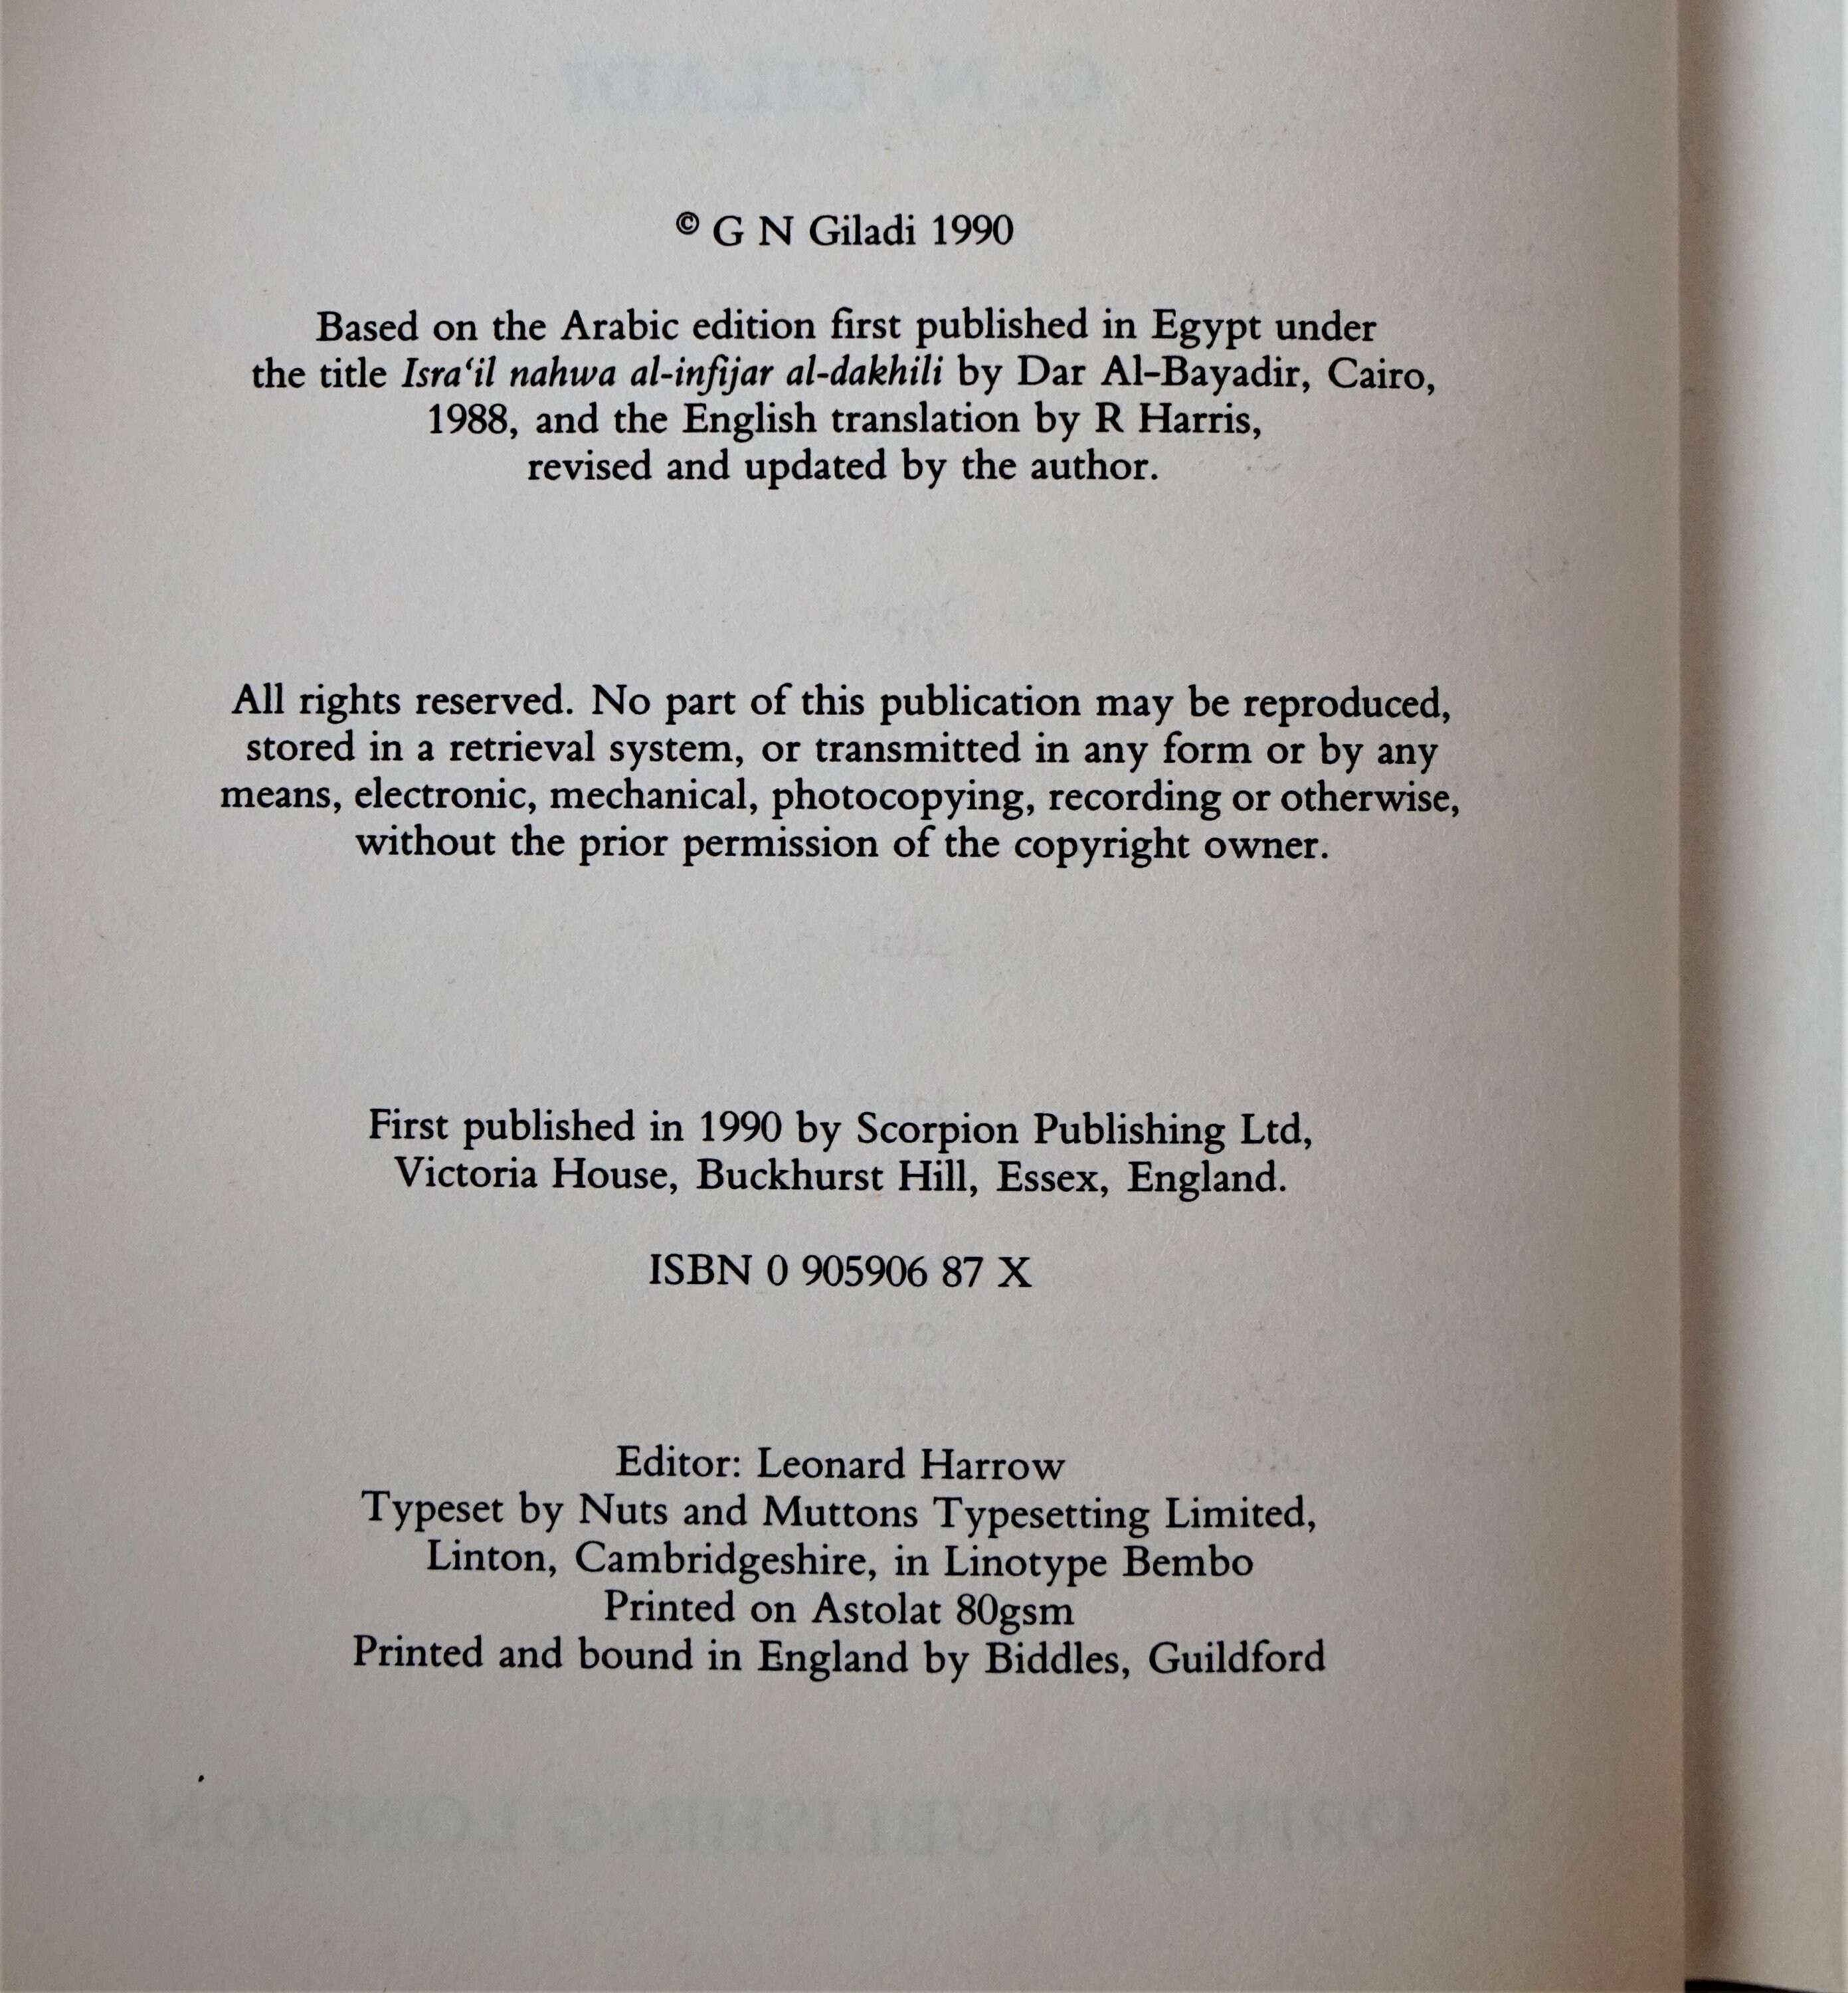 © G N Giladi 1990
Based on the Arabic edition first published in Egypt under
the title Isra‘il nahwa al-infijar al-dakhili by Dar Al-Bayadir, Cairo,
1988, and the English translation by R Harris,
revised and updated by the author.
All rights reserved. No part of this publication may be reproduced,
stored in a retrieval system, or transmitted in any form or by any
means, electronic, mechanical, photocopying, recording or otherwise,
without the prior permission of the copyright owner.
First published in 1990 by Scorpion Publishing Ltd,
Victoria House, Buckhurst Hill, Essex, England.
ISBN 0 905906 87 X
Editor: Leonard Harrow
Typeset by Nuts and Muttons Typesetting Limited,
Linton, Cambridgeshire, in Linotype Bembo
Printed on Astolat 80gsm
Printed and bound in England by Biddles, Guildford